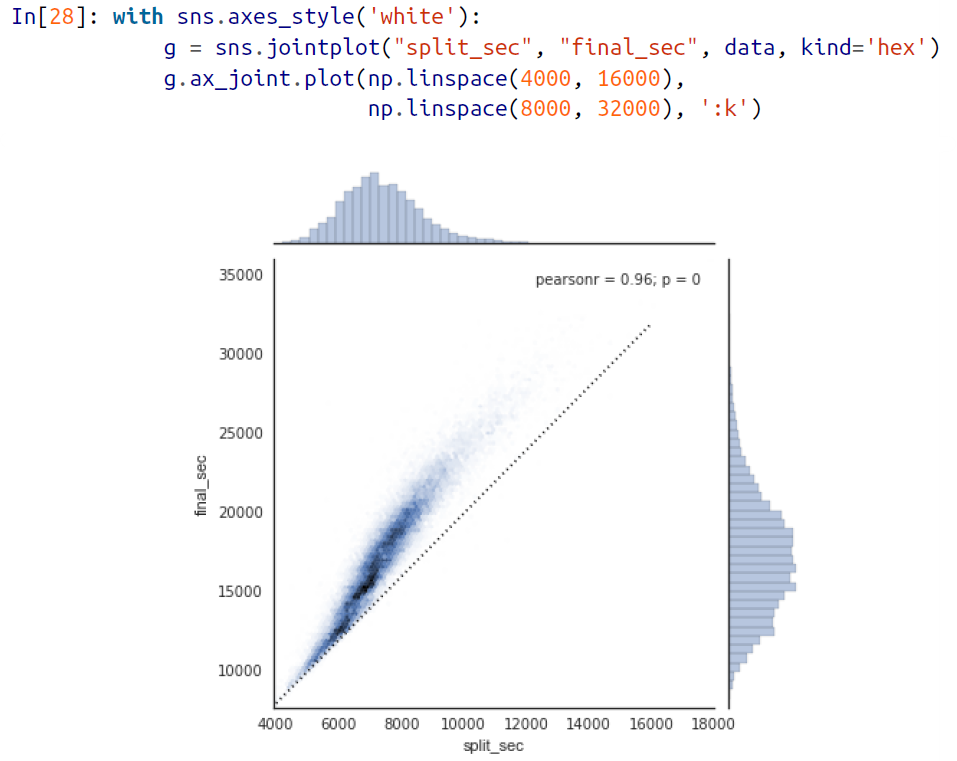 In[28]: with sns.axes_style('white'):
g = sns.jointplot("split_sec", "final_sec", data, kind='hex')
g.ax_joint.plot(np.linspace(4000, 16000),
np.linspace(8000, 32000), ':k')
pearsonr = 0.96; p = 0
35000
30000
25000
20000
15000
10000
final_sec
4000 6000 8000 10000 12000 14000 16000 18000
split_sec